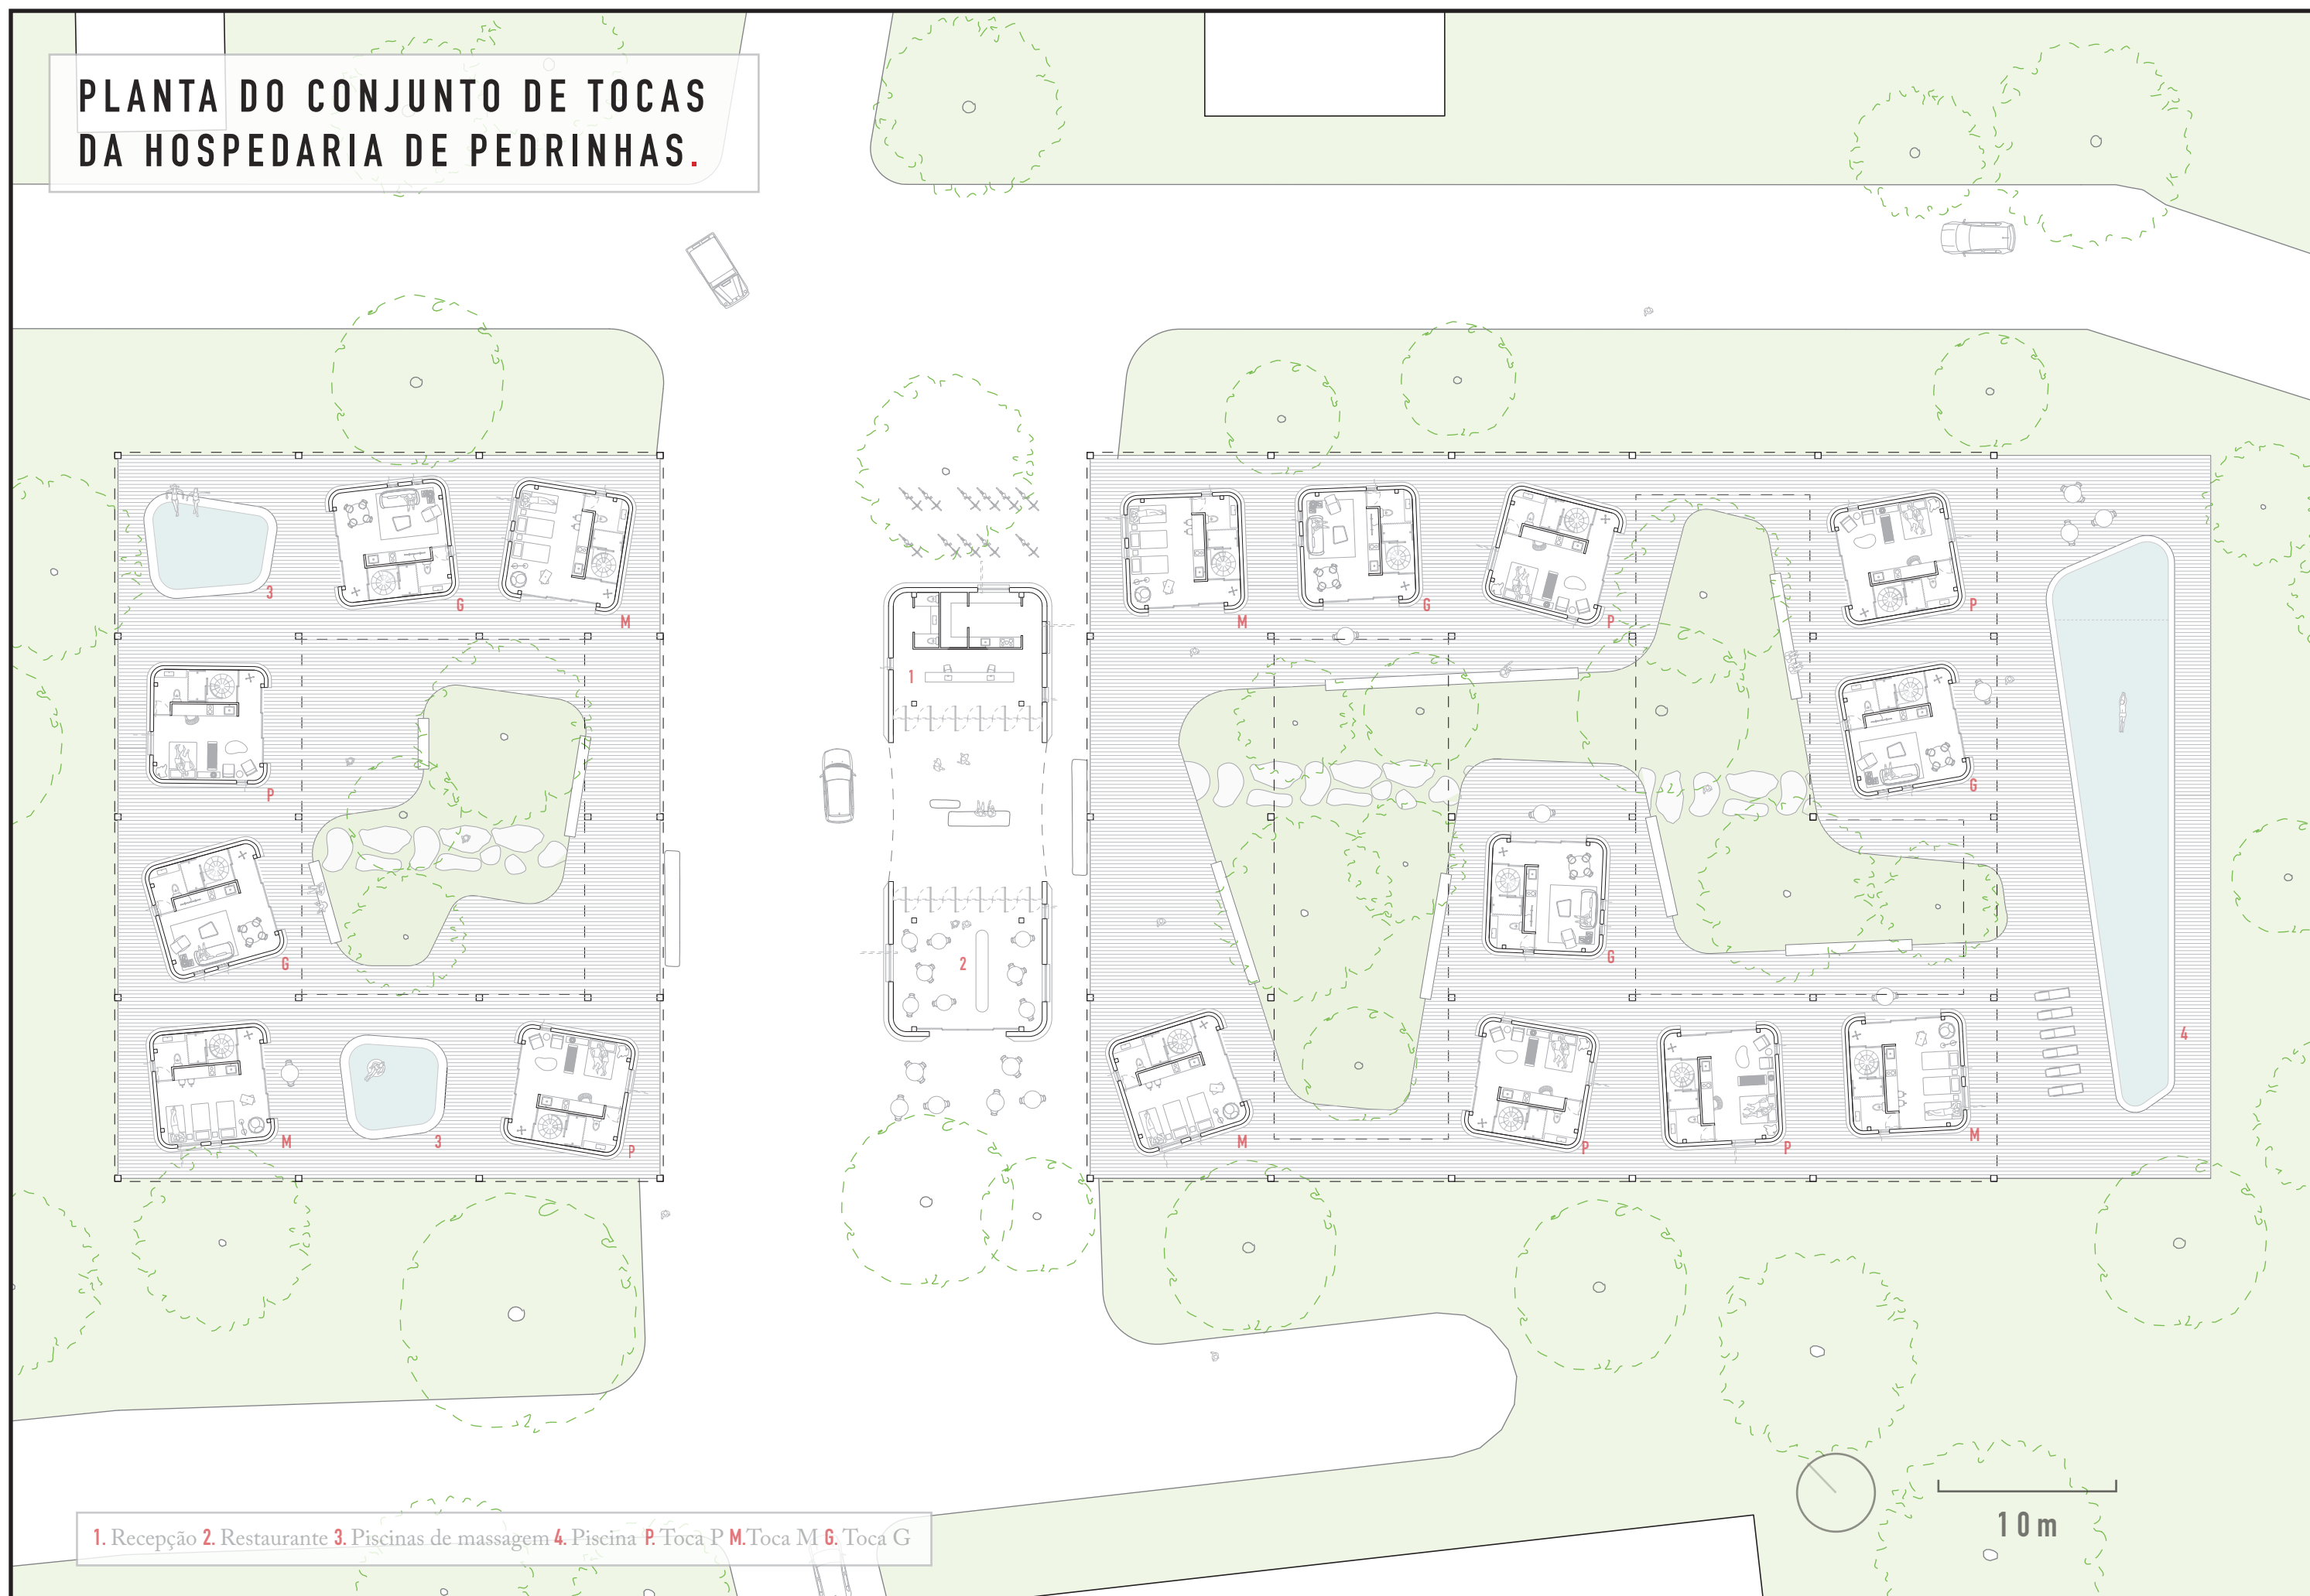 PLANTA DO CONJUNTO DE TOCAS
DA HOSPEDARIA DE PEDRINHAS.
3
G
M
M
G
P
P
1
P
G
G
2
G
4
M
3
P
M
P
P
M
10m
1. Recepção 2. Restaurante 3. Piscinas de massagem 4. Piscina P. Toca P M. Toca M G. Toca G